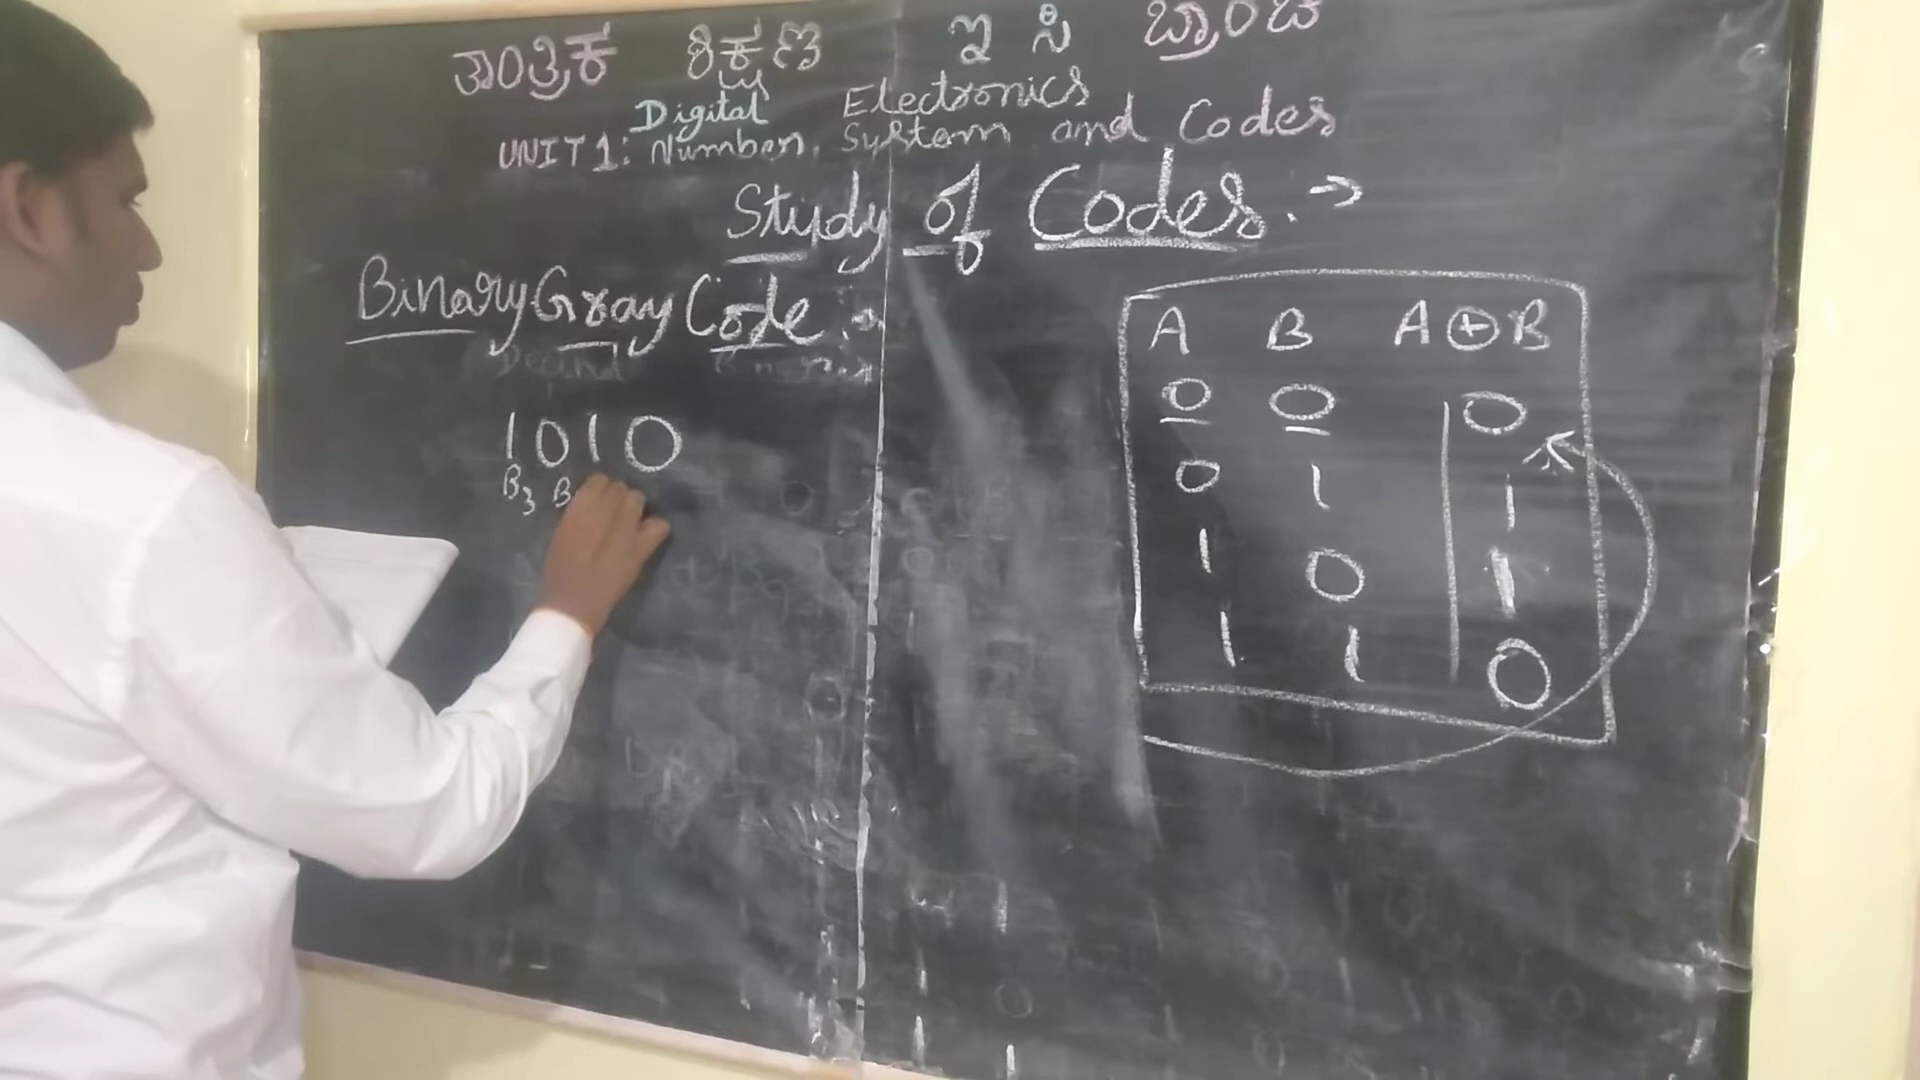 ತಾಂತ್ರಿಕ ಶಿಕ್ಷಣ ಇ ಸಿ ಬ್ರಾಂಚ
Digital Electronics
UNIT 1: Number System and Codes
Study of Codes :→
Binary Gray Code :→
1010
B3 B
A B A⊕B
0 0 0
0 1 1
1 0 1
1 1 0